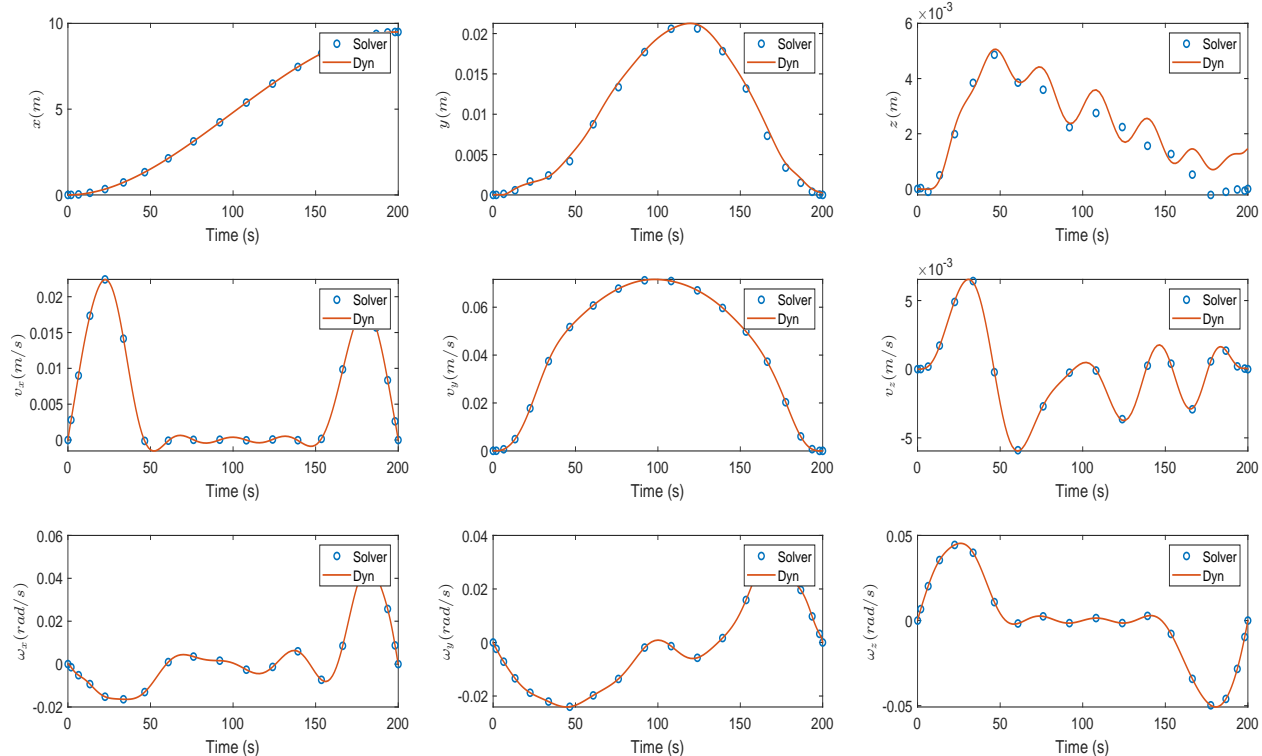 10
5
0
x(m)
0 50 100 150 200
Time (s)
Solver
Dyn
0.02
0.015
0.01
0.005
0
y(m)
0 50 100 150 200
Time (s)
Solver
Dyn
×10⁻³
6
4
2
0
z(m)
0 50 100 150 200
Time (s)
Solver
Dyn
0.02
0.015
0.01
0.005
0
vₓ(m/s)
0 50 100 150 200
Time (s)
Solver
Dyn
0.06
0.04
0.02
0
v_y(m/s)
0 50 100 150 200
Time (s)
Solver
Dyn
×10⁻³
5
0
-5
v_z(m/s)
0 50 100 150 200
Time (s)
Solver
Dyn
0.06
0.04
0.02
0
-0.02
ωₓ(rad/s)
0 50 100 150 200
Time (s)
Solver
Dyn
0.04
0.02
0
-0.02
ω_y(rad/s)
0 50 100 150 200
Time (s)
Solver
Dyn
0.05
0
-0.05
ω_z(rad/s)
0 50 100 150 200
Time (s)
Solver
Dyn